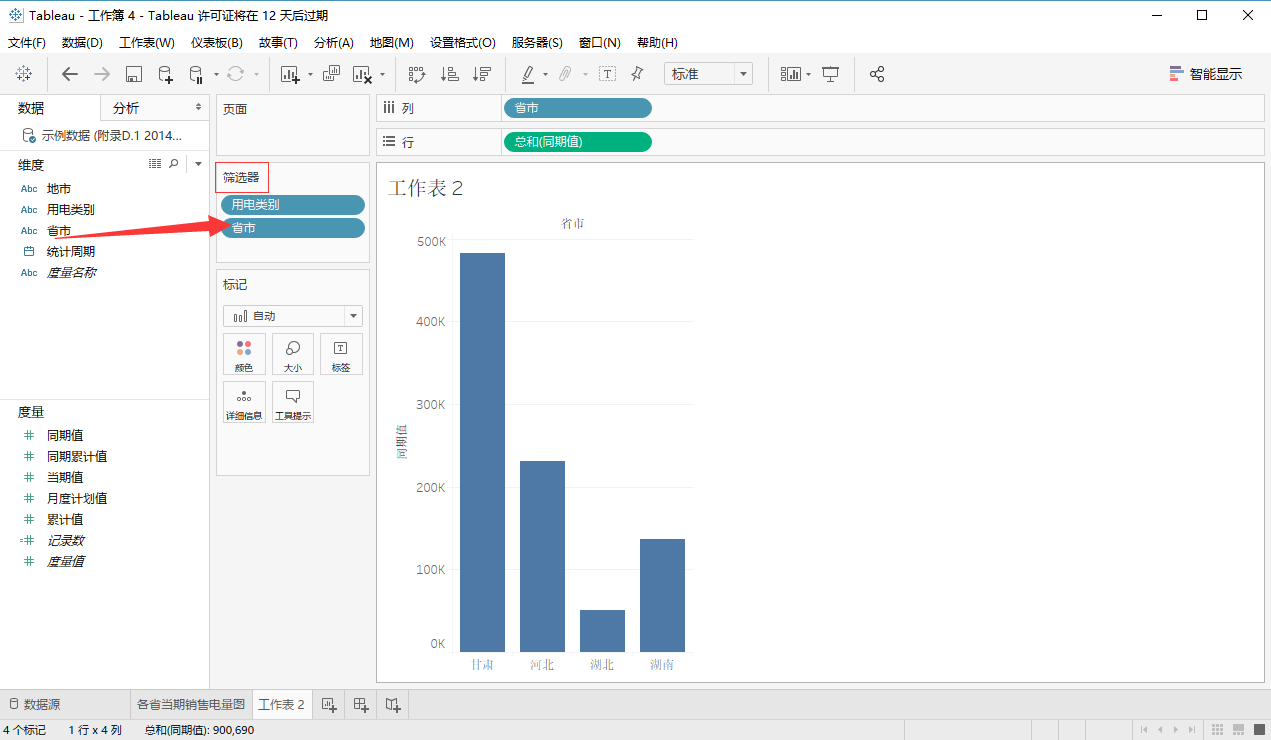 Tableau - 工作簿 4 - Tableau 许可证将在 12 天后过期
文件(F) 数据(D) 工作表(W) 仪表板(B) 故事(T) 分析(A) 地图(M) 设置格式(O) 服务器(S) 窗口(N) 帮助(H)
标准
智能显示
数据
分析
示例数据 (附录D.1 2014...
维度
Abc 地市
Abc 用电类别
Abc 省市
统计周期
Abc 度量名称
度量
同期值
同期累计值
当期值
月度计划值
累计值
记录数
度量值
页面
筛选器
用电类别
省市
标记
自动
颜色 大小 标签
详细信息 工具提示
列 省市
行 总和(同期值)
工作表 2
省市
同期值
500K
400K
300K
200K
100K
0K
甘肃 河北 湖北 湖南
数据源 各省当期销售电量图 工作表 2
4 个标记 1 行 x 4 列 总和(同期值): 900,690